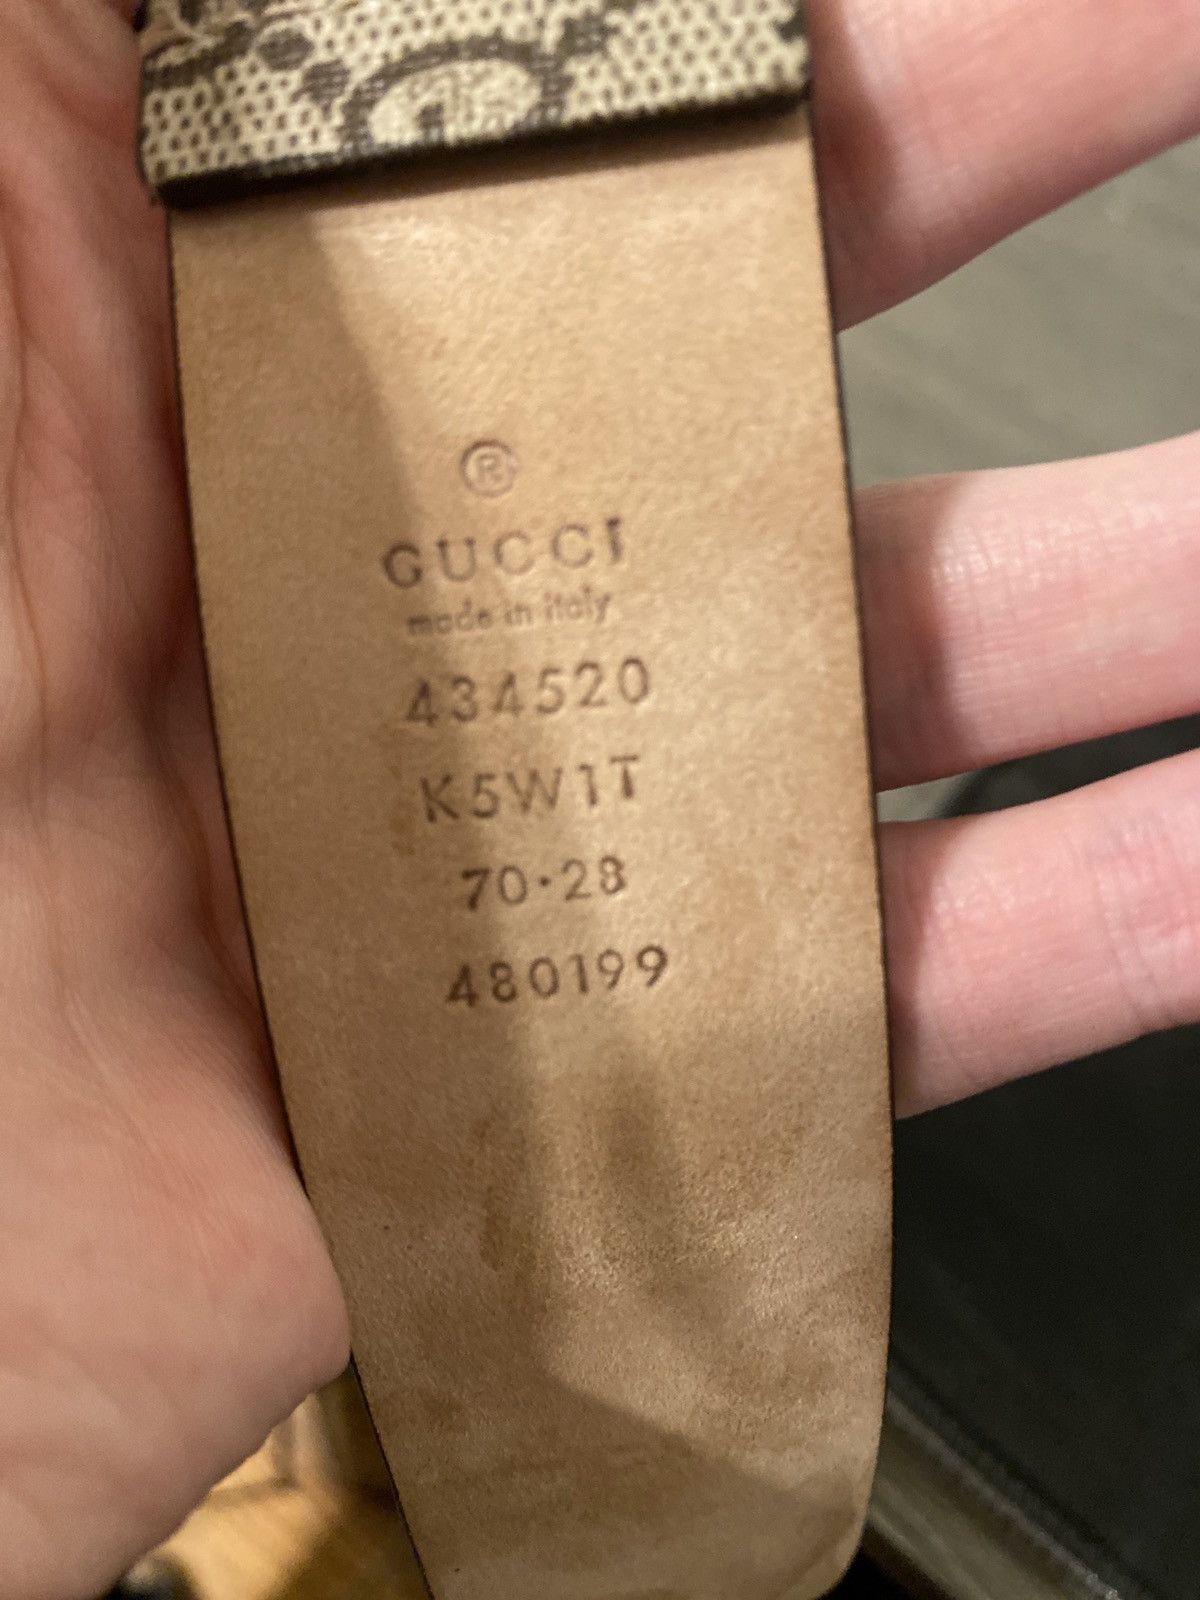 ®
GUCCI
made in italy
434520
K5W1T
70·28
480199